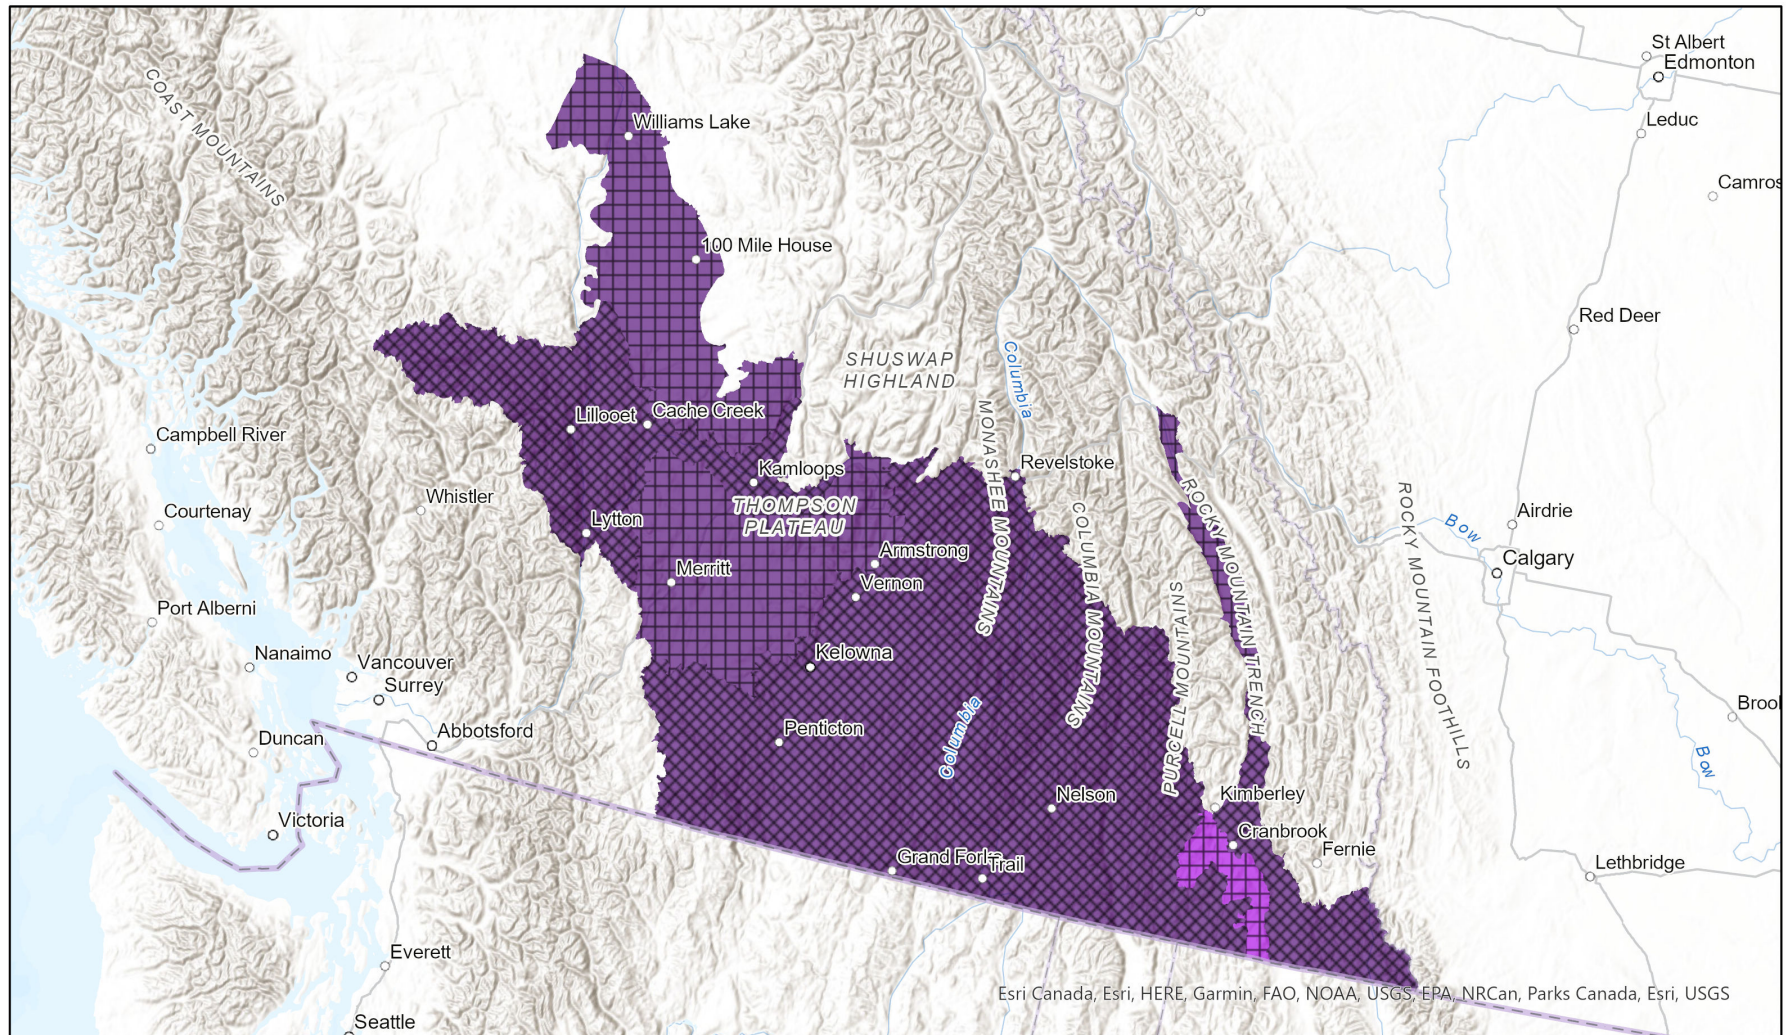 St Albert
Edmonton
COAST MOUNTAINS
Leduc
Williams Lake
Camros
100 Mile House
Red Deer
SHUSWAP
HIGHLAND
Columbia
Lillooet
Cache Creek
Campbell River
MONASHEE MOUNTAINS
Kamloops
Revelstoke
Whistler
THOMPSON
PLATEAU
COLUMBIA MOUNTAINS
ROCKY MOUNTAIN TRENCH
ROCKY MOUNTAIN FOOTHILLS
Courtenay
Lytton
Airdrie
Bow
Calgary
Armstrong
Merritt
Vernon
PURCELL MOUNTAINS
Port Alberni
Nanaimo
Vancouver
Kelowna
Surrey
Brool
Abbotsford
Penticton
Columbia
Duncan
Bow
Nelson
Kimberley
Victoria
Cranbrook
Fernie
Grand Forks
Trail
Lethbridge
Everett
Esri Canada, Esri, HERE, Garmin, FAO, NOAA, USGS, EPA, NRCan, Parks Canada, Esri, USGS
Seattle